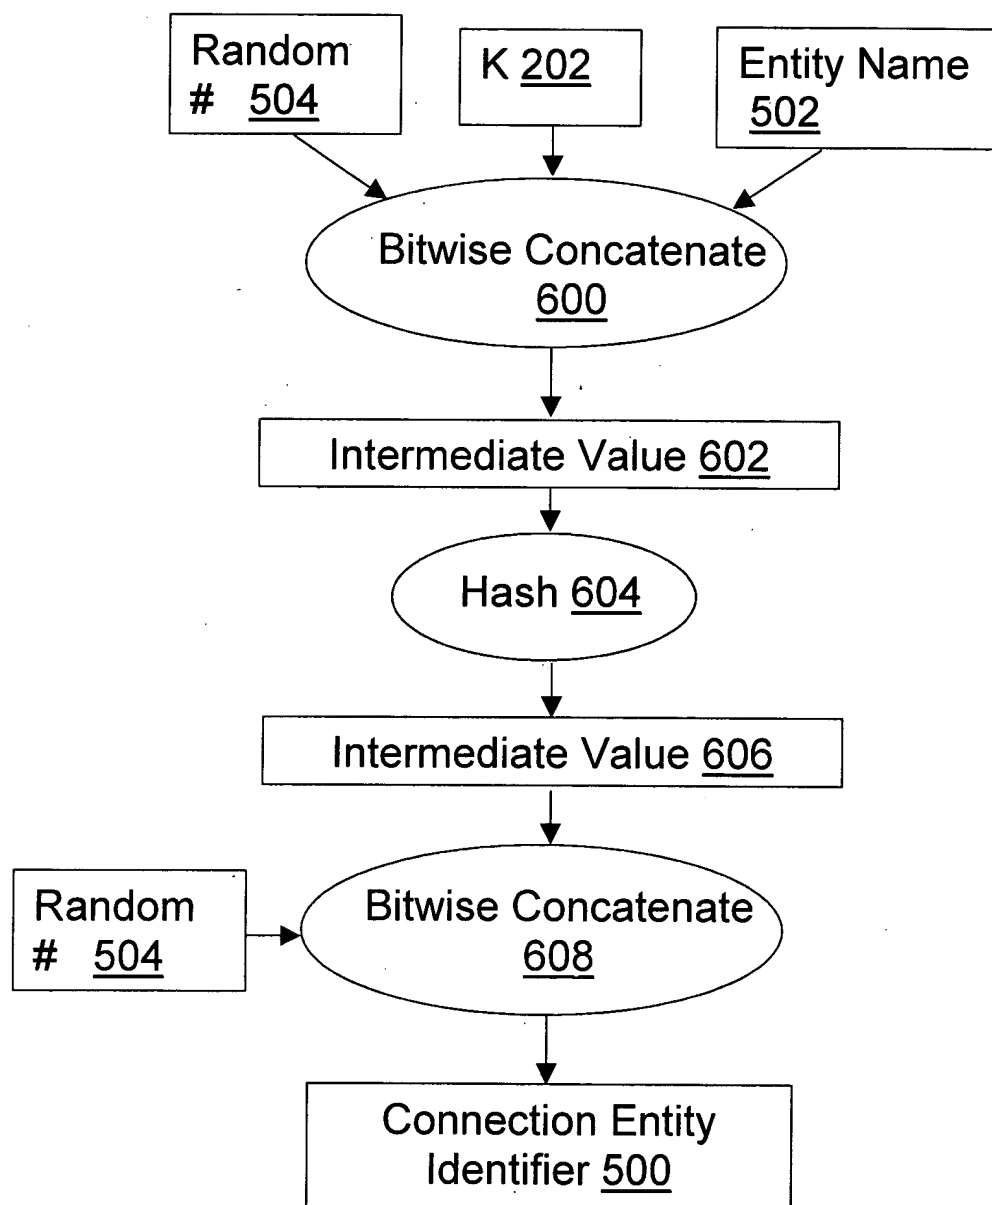 Random
# 504
K 202
Entity Name
502
Bitwise Concatenate
600
Intermediate Value 602
Hash 604
Intermediate Value 606
Random
# 504
Bitwise Concatenate
608
Connection Entity
Identifier 500